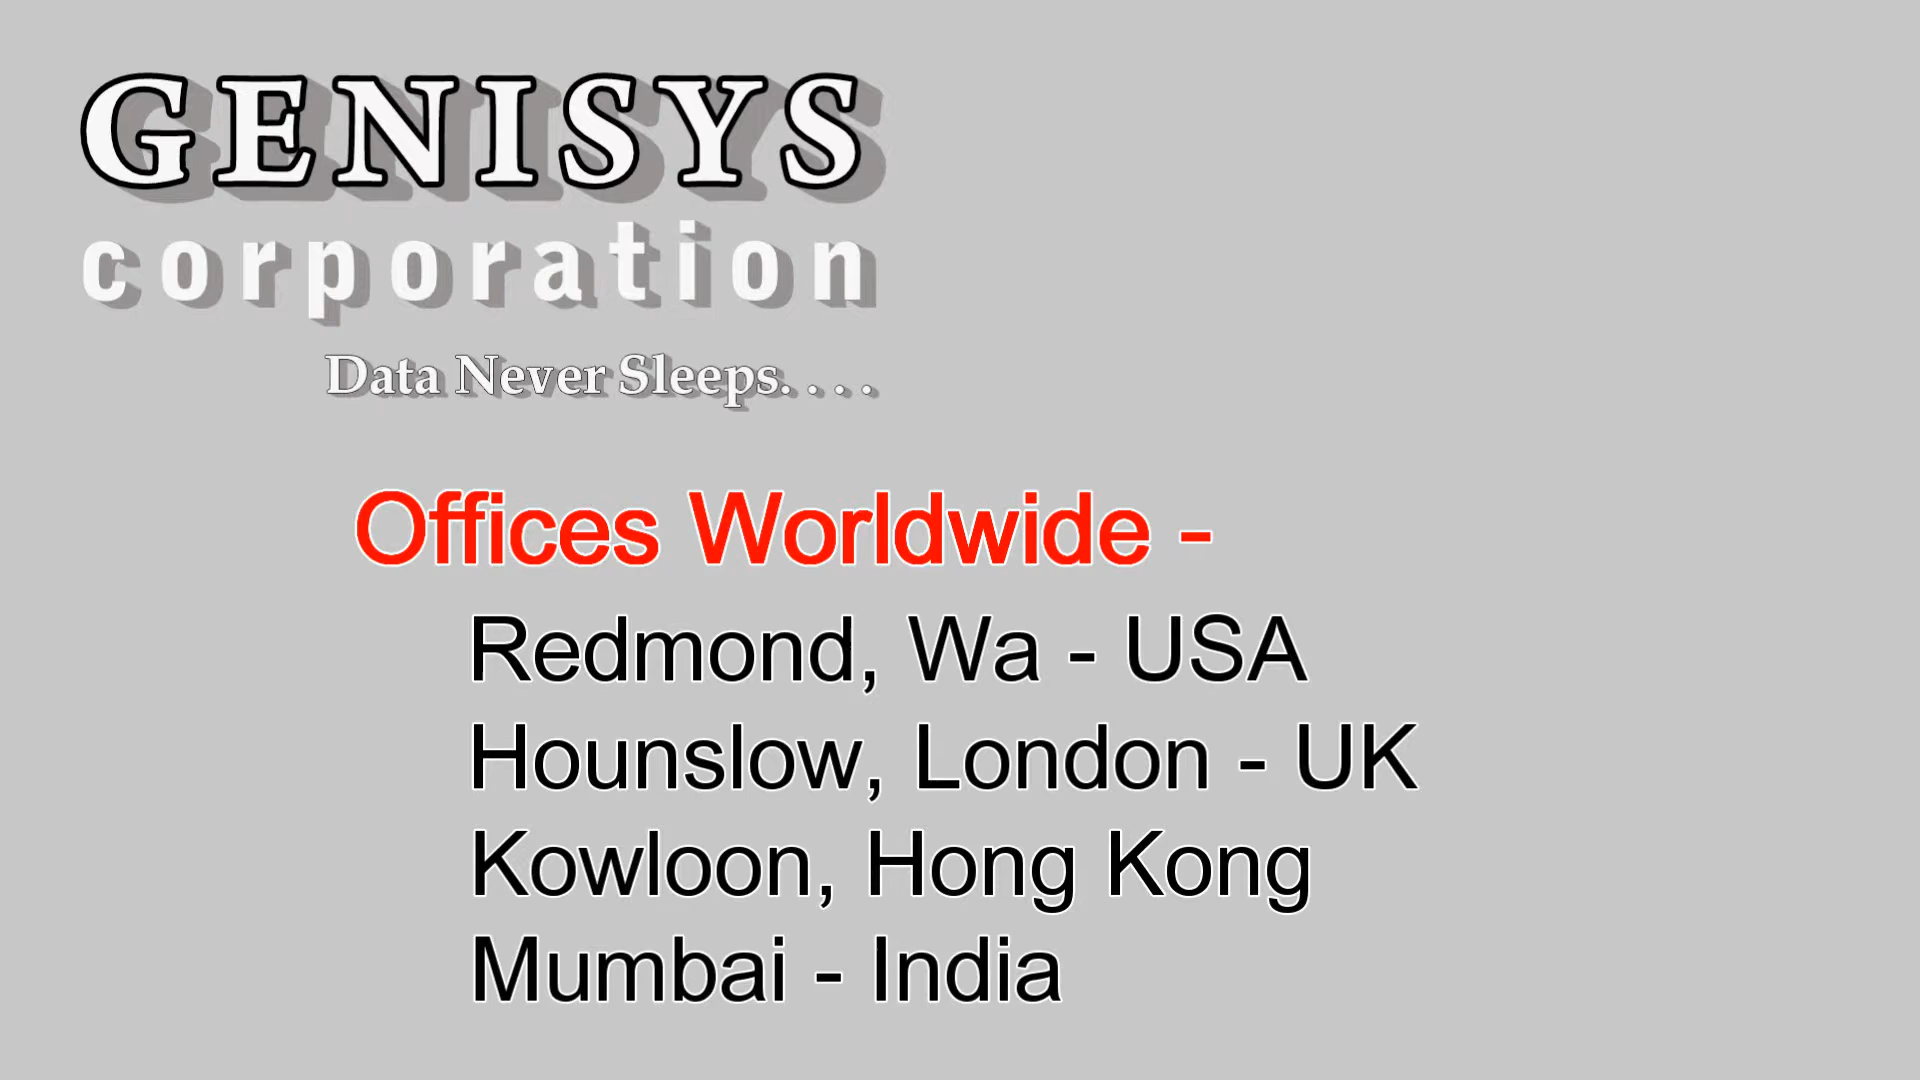 GENISYS
corporation
Data Never Sleeps. . . .
Offices Worldwide -
Redmond, Wa - USA
Hounslow, London - UK
Kowloon, Hong Kong
Mumbai - India